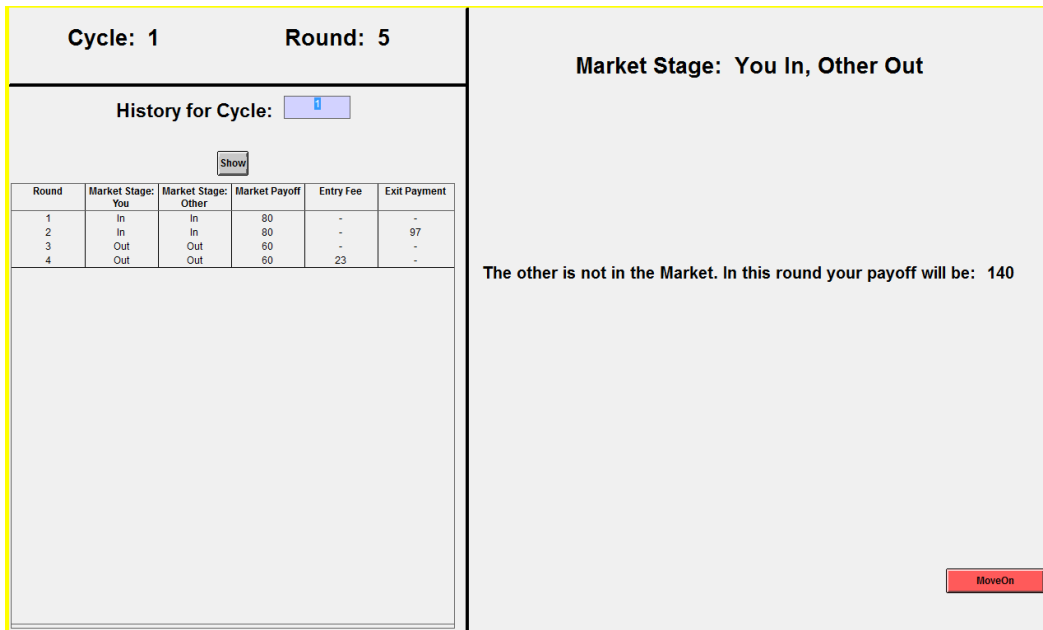 Cycle: 1 Round: 5
History for Cycle: 1
Show
Round Market Stage: You Market Stage: Other Market Payoff Entry Fee Exit Payment
1 In In 80 - -
2 In In 80 - 97
3 Out Out 60 - -
4 Out Out 60 23 -
Market Stage: You In, Other Out
The other is not in the Market. In this round your payoff will be: 140
MoveOn